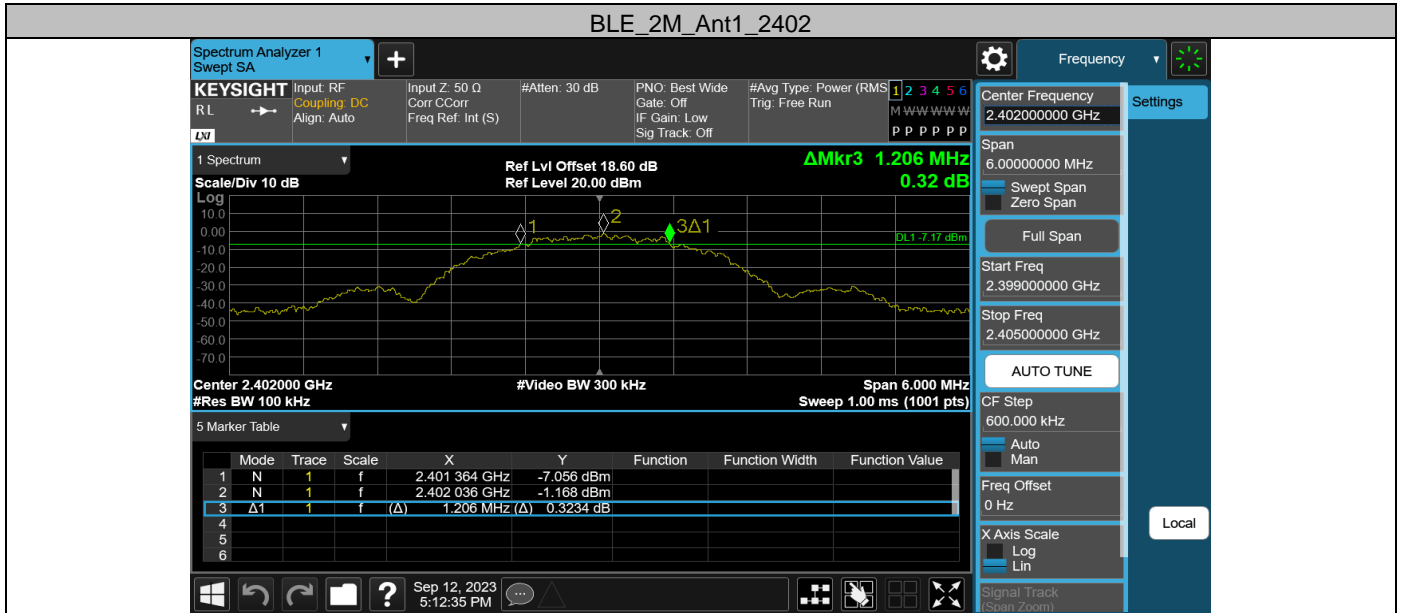 BLE_2M_Ant1_2402
Spectrum Analyzer 1
Swept SA
+
Frequency
KEYSIGHT
RL
LXI
Input: RF
Coupling: DC
Align: Auto
Input Z: 50 Ω
Corr CCorr
Freq Ref: Int (S)
#Atten: 30 dB
PNO: Best Wide
Gate: Off
IF Gain: Low
Sig Track: Off
#Avg Type: Power (RMS
Trig: Free Run
1 2 3 4 5 6
M W W W W W
P P P P P P
1 Spectrum
Scale/Div 10 dB
Ref Lvl Offset 18.60 dB
Ref Level 20.00 dBm
ΔMkr3 1.206 MHz
0.32 dB
Log
10.0
0.00
-10.0
-20.0
-30.0
-40.0
-50.0
-60.0
-70.0
1
2
3Δ1
DL1 -7.17 dBm
Center 2.402000 GHz
#Video BW 300 kHz
Span 6.000 MHz
#Res BW 100 kHz
Sweep 1.00 ms (1001 pts)
5 Marker Table
Mode Trace Scale X Y Function Function Width Function Value
1 N 1 f 2.401 364 GHz -7.056 dBm
2 N 1 f 2.402 036 GHz -1.168 dBm
3 Δ1 1 f (Δ) 1.206 MHz (Δ) 0.3234 dB
4
5
6
Center Frequency
2.402000000 GHz
Settings
Span
6.00000000 MHz
Swept Span
Zero Span
Full Span
Start Freq
2.399000000 GHz
Stop Freq
2.405000000 GHz
AUTO TUNE
CF Step
600.000 kHz
Auto
Man
Freq Offset
0 Hz
Local
X Axis Scale
Log
Lin
Signal Track
(Span Zoom)
?
Sep 12, 2023
5:12:35 PM